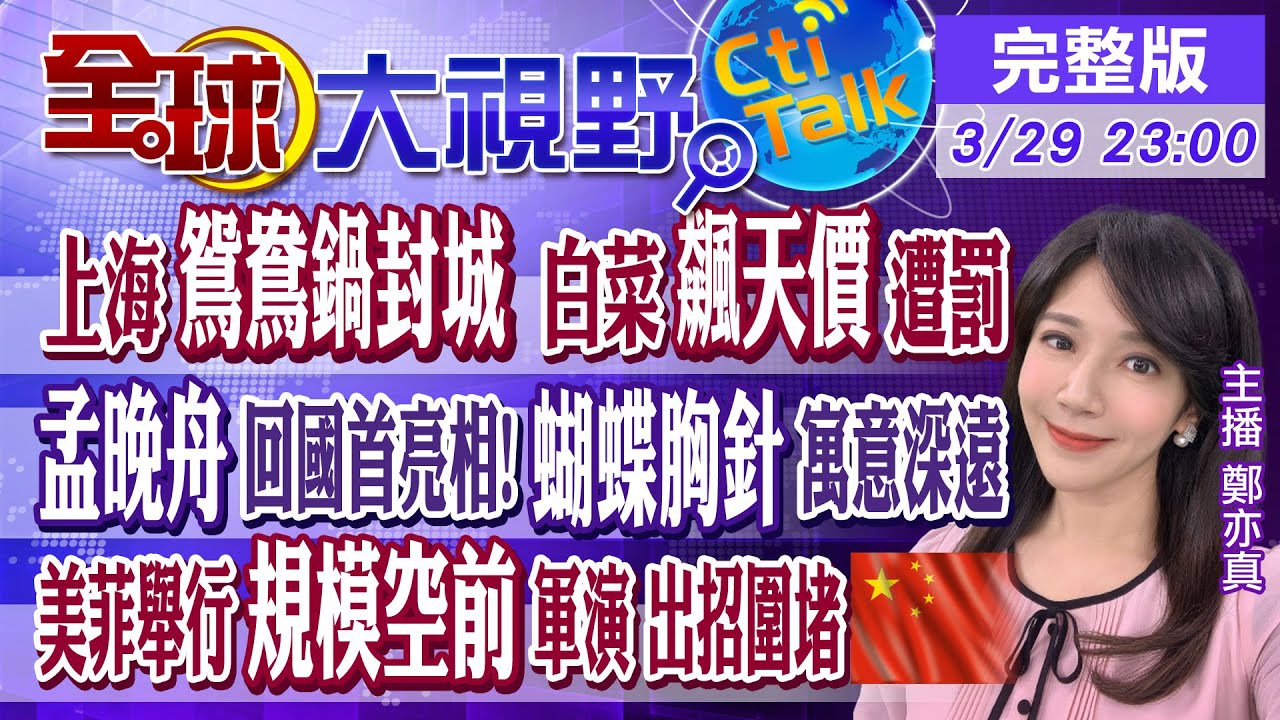 全球大視野
Cti Talk
完整版
3/29 23:00
上海 鴛鴦鍋封城 白菜 飆天價 遭罰
孟晚舟 回國首亮相! 蝴蝶胸針 寓意深遠
美菲舉行 規模空前 軍演 出招圍堵
主播 鄭亦真